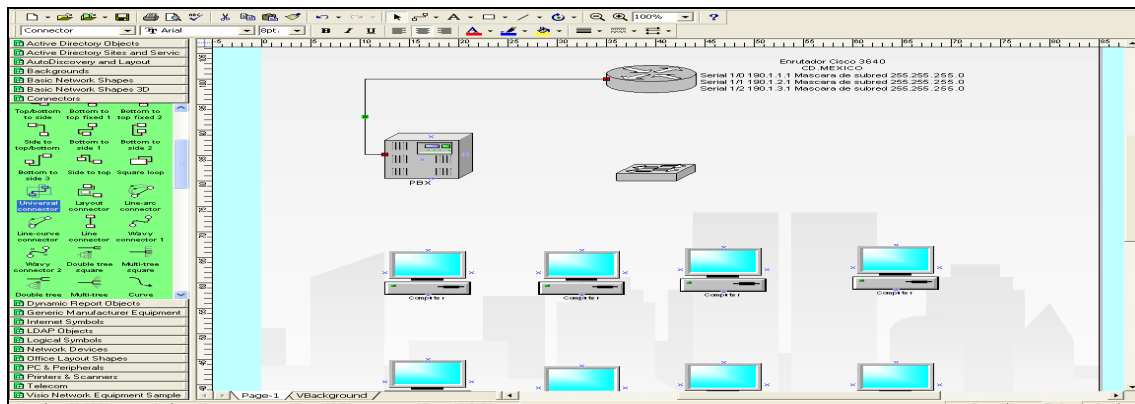 100%
Connector
Arial
8pt.
B I U
Active Directory Objects
Active Directory Sites and Servic
AutoDiscovery and Layout
Backgrounds
Basic Network Shapes
Basic Network Shapes 3D
Connectors
Top/bottom to side
Bottom to top fixed 1
Bottom to top fixed 2
Side to top/bottom
Bottom to side 1
Bottom to side 2
Bottom to side 3
Side to top
Square loop
Universal connector
Layout connector
Line-arc connector
Line-curve connector
Line connector
Wavy connector 1
Wavy connector 2
Double tree square
Multi-tree square
Double tree
Multi-tree
Curve
Dynamic Report Objects
Generic Manufacturer Equipment
Internet Symbols
LDAP Objects
Logical Symbols
Network Devices
Office Layout Shapes
PC & Peripherals
Printers & Scanners
Telecom
Visio Network Equipment Sample
Enrutador Cisco 3640
CD.MEXICO
Serial 1/0 190.1.1.1 Mascara de subred 255.255.255.0
Serial 1/1 190.1.2.1 Mascara de subred 255.255.255.0
Serial 1/2 190.1.3.1 Mascara de subred 255.255.255.0
PBX
Computer
Computer
Computer
Computer
Page-1
VBackground